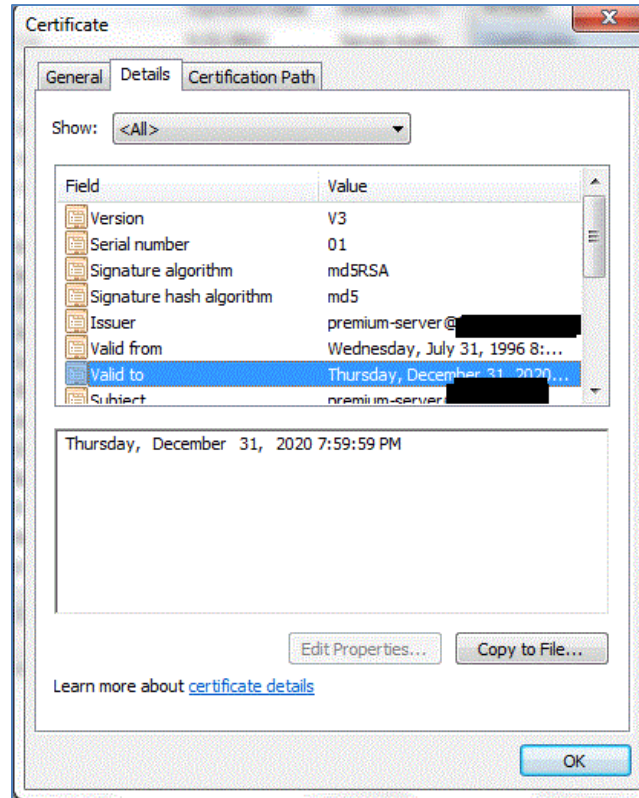 Certificate
General Details Certification Path
Show: <All>
Field Value
Version V3
Serial number 01
Signature algorithm md5RSA
Signature hash algorithm md5
Issuer premium-server@
Valid from Wednesday, July 31, 1996 8:...
Valid to Thursday, December 31, 2020...
Subject premium-server
Thursday, December 31, 2020 7:59:59 PM
Edit Properties... Copy to File...
Learn more about certificate details
OK